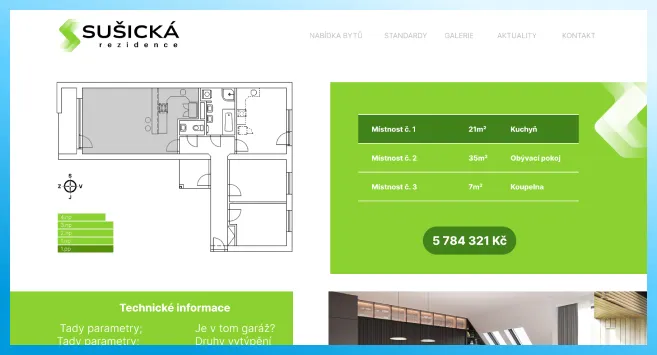 SUŠICKÁ
rezidence
NABÍDKA BYTŮ STANDARDY GALERIE AKTUALITY KONTAKT
Místnost č. 1 21m² Kuchyň
Místnost č. 2 35m² Obývací pokoj
Místnost č. 3 7m² Koupelna
5 784 321 Kč
S
Z V
J
4.np
3.np
2.np
1.np
1.pp
Technické informace
Tady parametry; Je v tom garáž?
Tady parametry; Druhy vytýpění